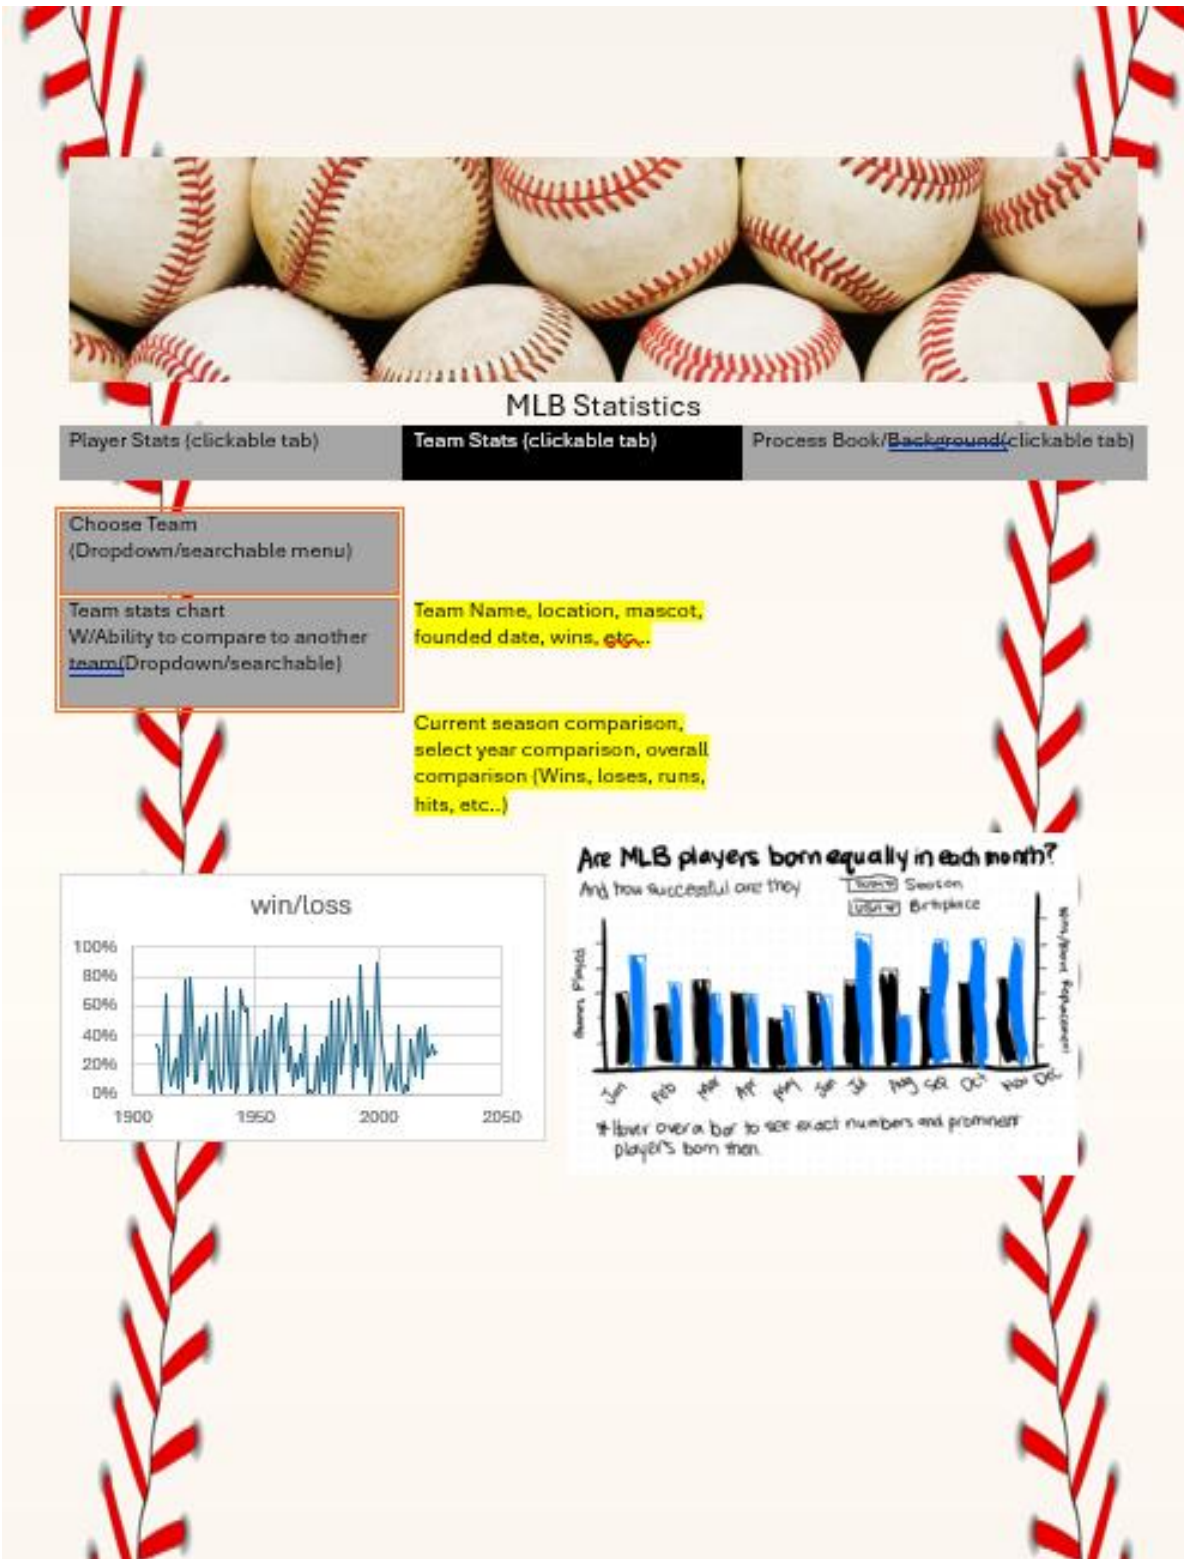 MLB Statistics
Player Stats (clickable tab)
Team Stats (clickable tab)
Process Book/Background(clickable tab)
Choose Team
(Dropdown/searchable menu)
Team stats chart
W/Ability to compare to another
team(Dropdown/searchable)
Team Name, location, mascot,
founded date, wins, etc...
Current season comparison,
select year comparison, overall
comparison (Wins, loses, runs,
hits, etc..)
win/loss
100%
80%
60%
40%
20%
0%
1900
1950
2000
2050
Are MLB players born equally in each month?
And how successful are they
Season
Birthplace
Players
Wins/Above Replacement
Jan
Feb
Mar
Apr
May
Jun
Jul
Aug
Sep
Oct
Nov
Dec
*Hover over a bar to see exact numbers and prominent
players born then.